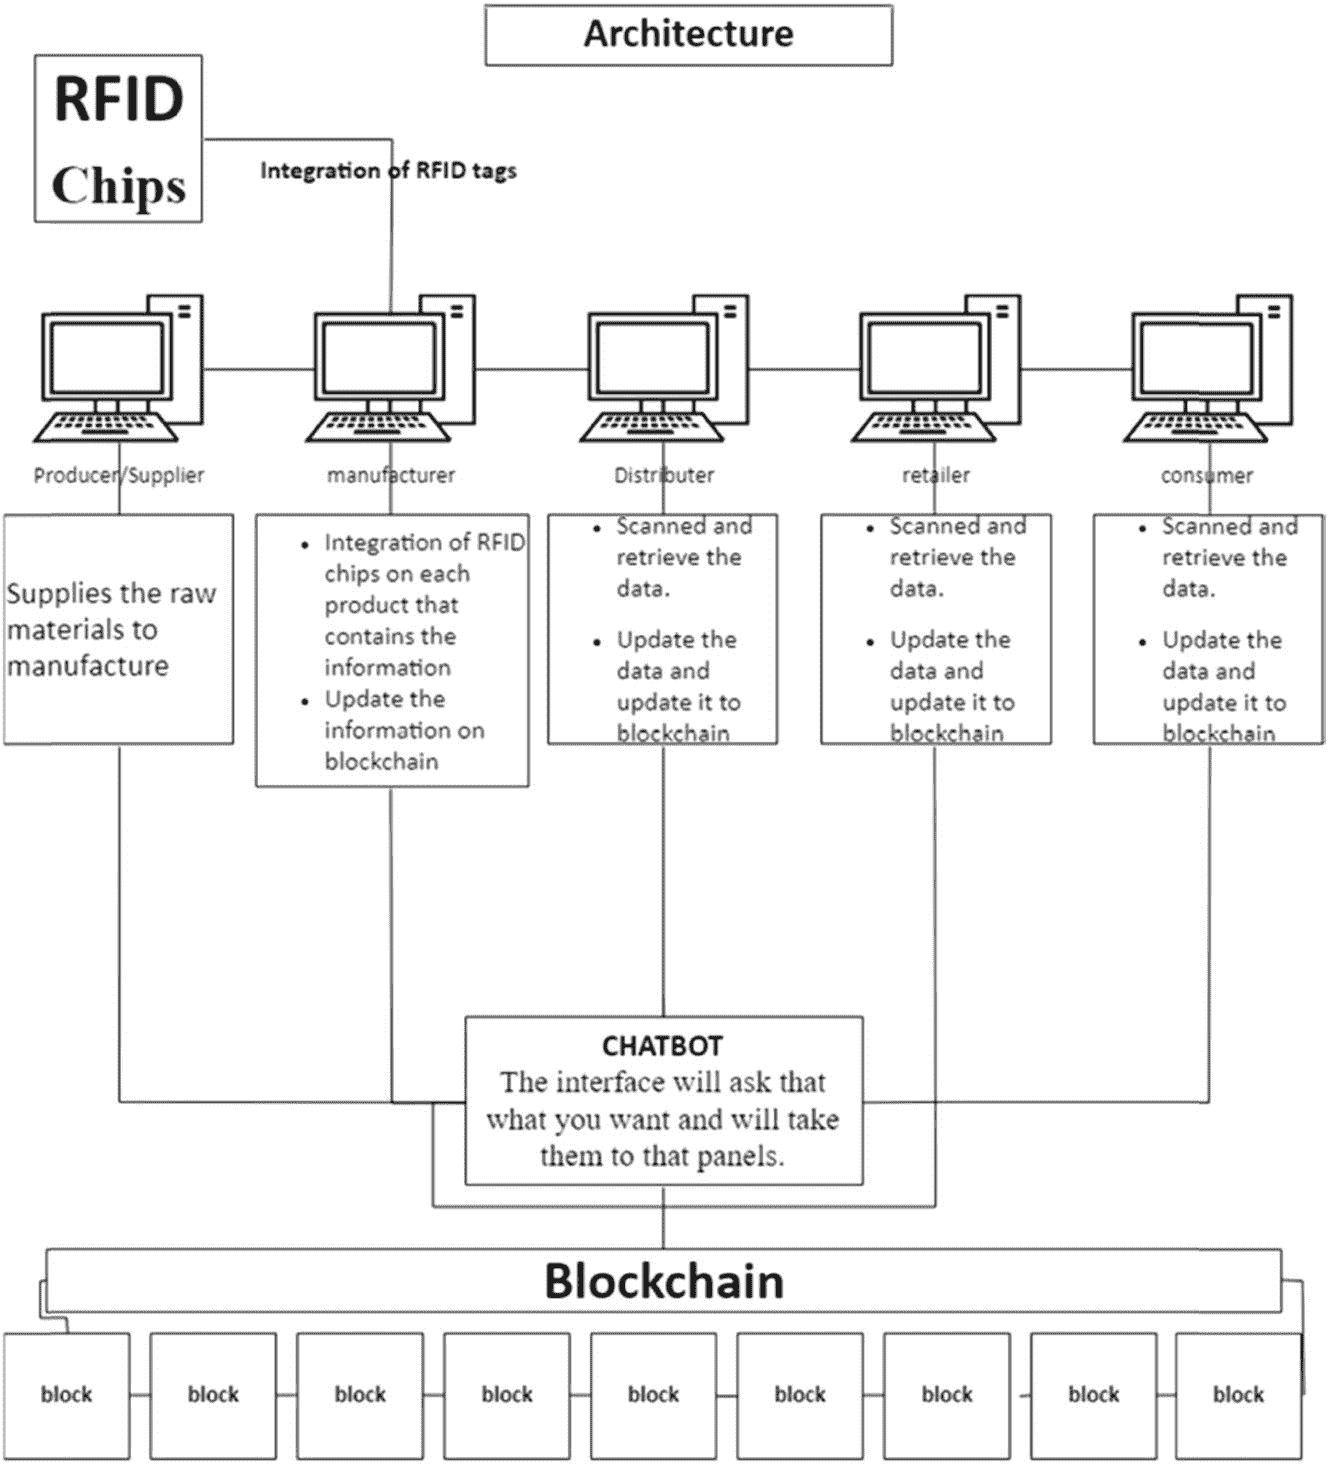 Architecture
RFID
Chips
Integration of RFID tags
Producer/Supplier
manufacturer
Distributer
retailer
consumer
Supplies the raw
materials to
manufacture
• Integration of RFID
chips on each
product that
contains the
information
• Update the
information on
blockchain
• Scanned and
retrieve the
data.
• Update the
data and
update it to
blockchain
• Scanned and
retrieve the
data.
• Update the
data and
update it to
blockchain
• Scanned and
retrieve the
data.
• Update the
data and
update it to
blockchain
CHATBOT
The interface will ask that
what you want and will take
them to that panels.
Blockchain
block
block
block
block
block
block
block
block
block